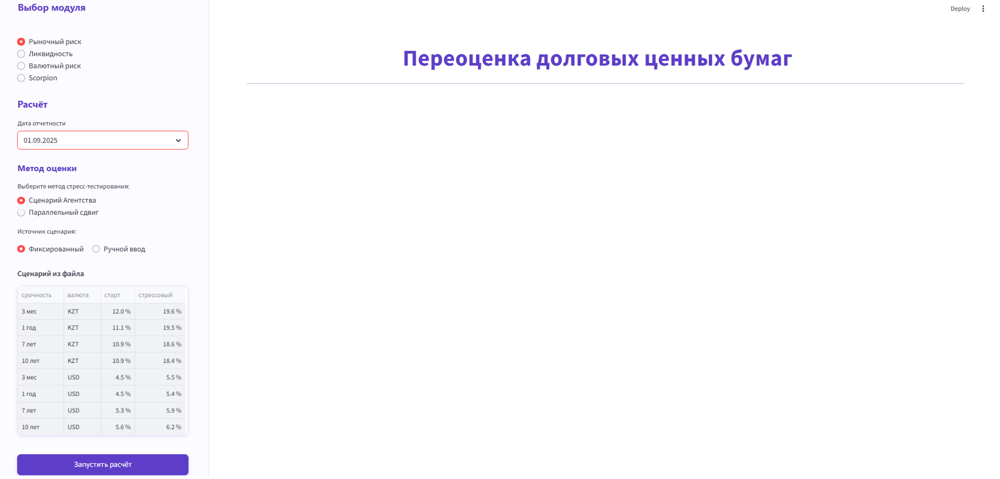 Выбор модуля
Рыночный риск
Ликвидность
Валютный риск
Scorpion
Расчёт
Дата отчетности
01.09.2025
Метод оценки
Выберите метод стресс-тестирования:
Сценарий Агентства
Параллельный сдвиг
Источник сценария:
Фиксированный Ручной ввод
Сценарий из файла
срочность валюта старт стрессовый
3 мес KZT 12.0 % 19.6 %
1 год KZT 11.1 % 19.5 %
7 лет KZT 10.9 % 18.6 %
10 лет KZT 10.9 % 18.4 %
3 мес USD 4.5 % 5.5 %
1 год USD 4.5 % 5.4 %
7 лет USD 5.3 % 5.9 %
10 лет USD 5.6 % 6.2 %
Запустить расчёт
Deploy
Переоценка долговых ценных бумаг